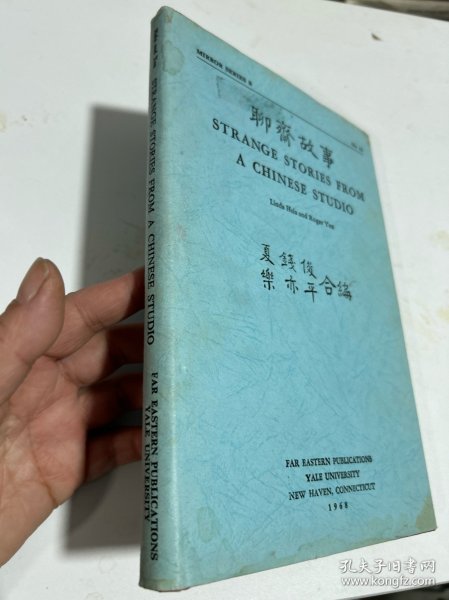 MIRROR SERIES
聊齋故事
STRANGE STORIES FROM
A CHINESE STUDIO
Linda Hsia and Roger Yeu
夏錢俊
樂亦平合編
FAR EASTERN PUBLICATIONS
YALE UNIVERSITY
NEW HAVEN, CONNECTICUT
1968
STRANGE STORIES FROM A CHINESE STUDIO
FAR EASTERN PUBLICATIONS
YALE UNIVERSITY
孔夫子旧书网
www.kongfz.com